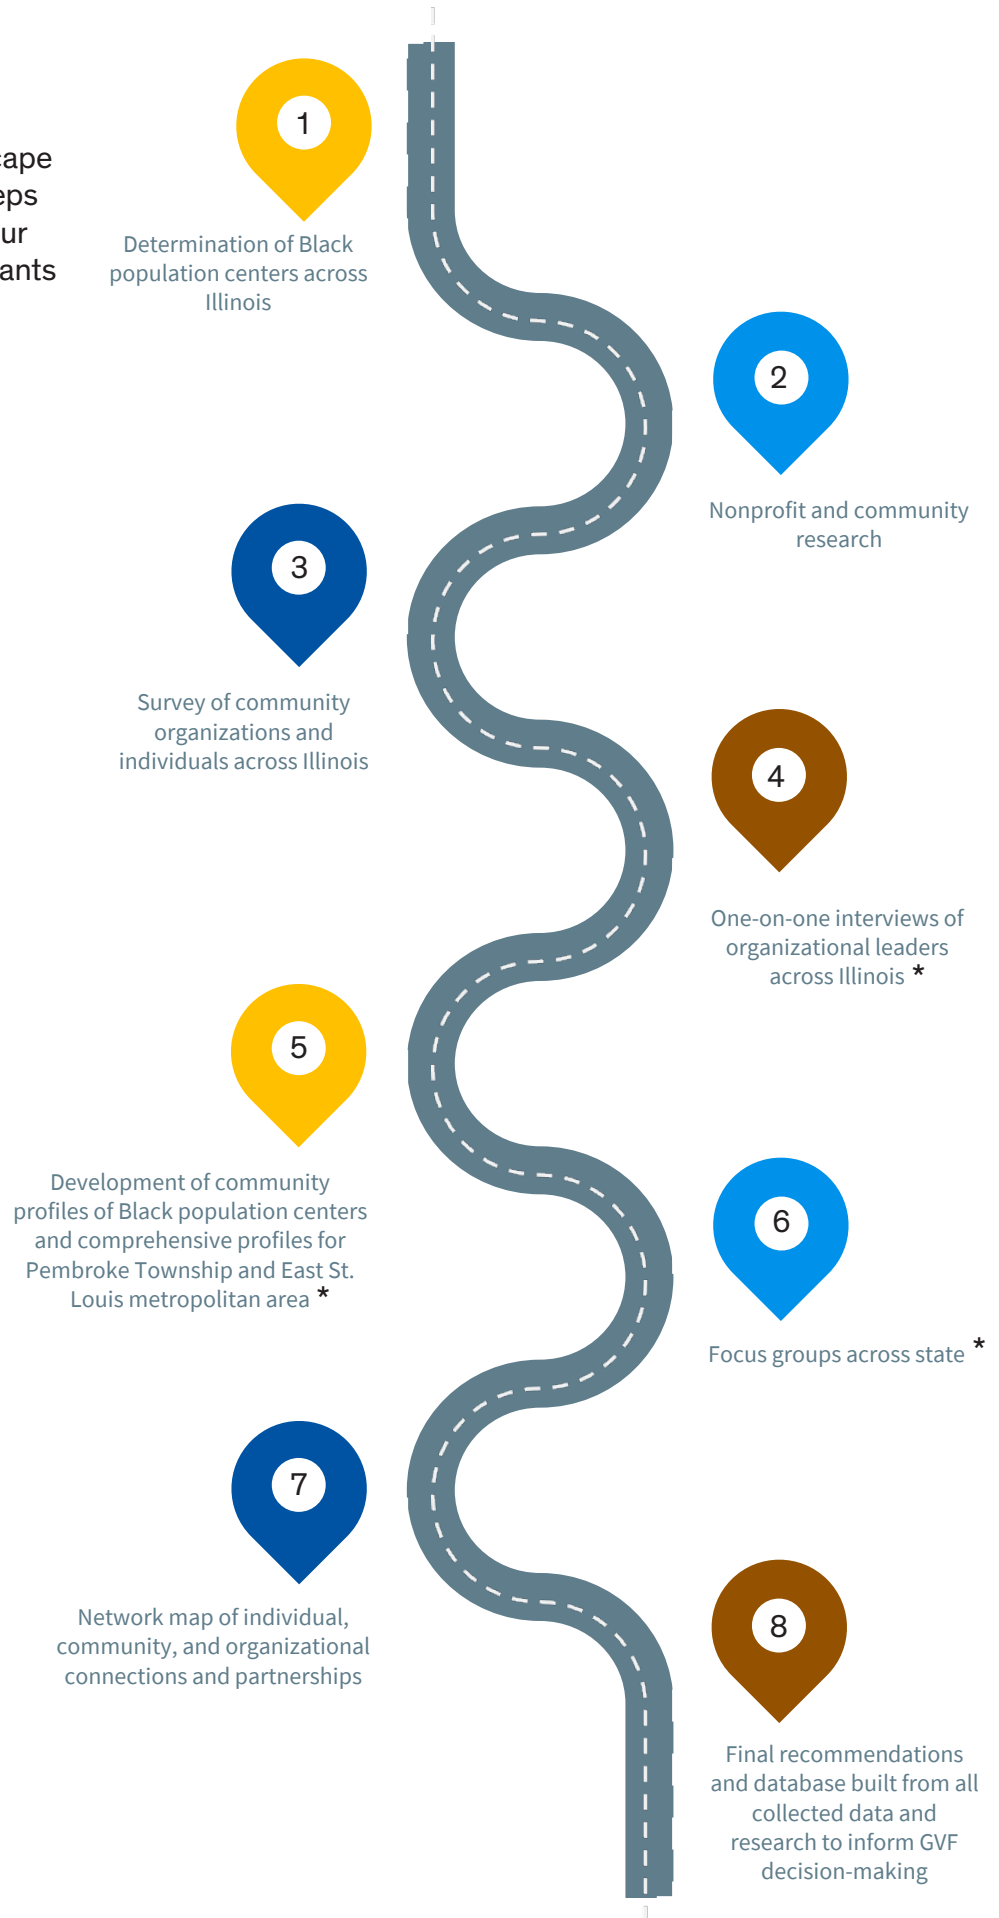 1
Determination of Black
population centers across
Illinois
2
Nonprofit and community
research
3
Survey of community
organizations and
individuals across Illinois
4
One-on-one interviews of
organizational leaders
across Illinois *
5
Development of community
profiles of Black population centers
and comprehensive profiles for
Pembroke Township and East St.
Louis metropolitan area *
6
Focus groups across state *
7
Network map of individual,
community, and organizational
connections and partnerships
8
Final recommendations
and database built from all
collected data and
research to inform GVF
decision-making